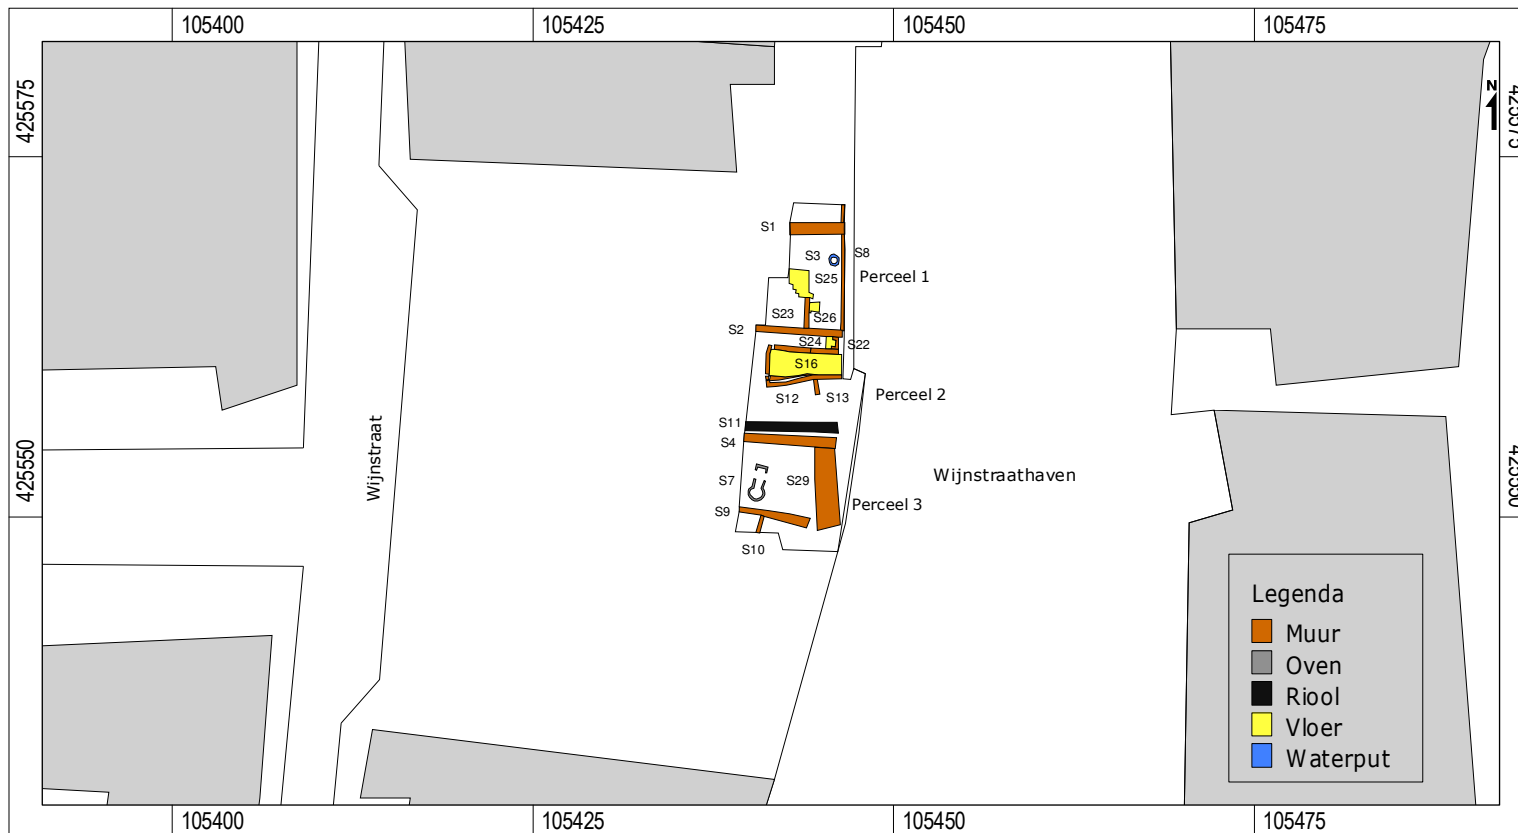 105400
105425
105450
105475
425575
N
425575
S1
S3
S8
S25
Perceel 1
S23
S26
S2
S24
S22
S16
S12
S13
Perceel 2
S11
S4
Wijnstraat
425550
S7
S29
Wijnstraathaven
425550
Perceel 3
S9
S10
Legenda
Muur
Oven
Riool
Vloer
Waterput
105400
105425
105450
105475